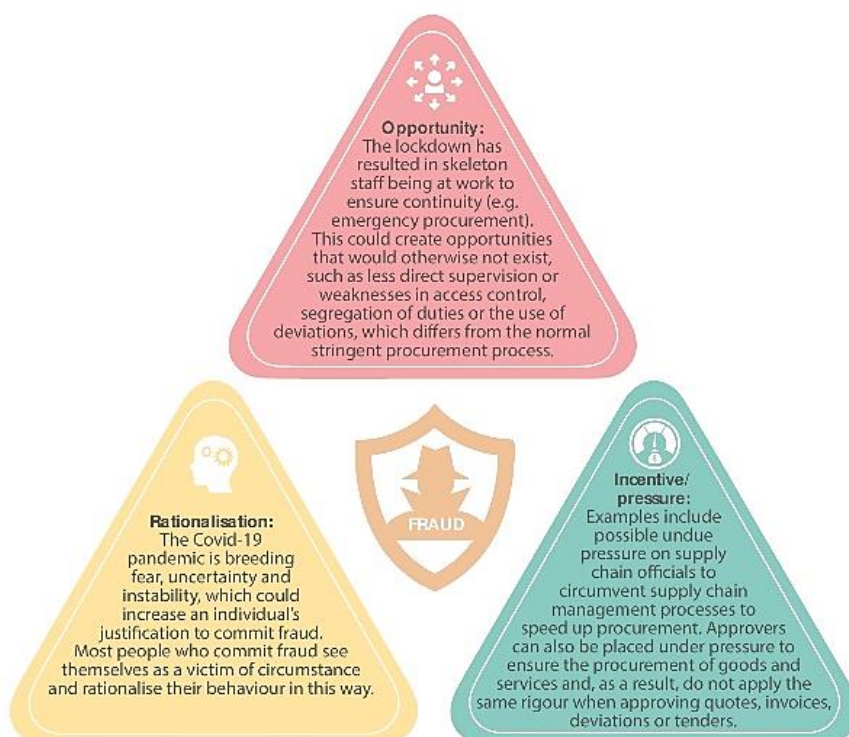 Opportunity:
The lockdown has
resulted in skeleton
staff being at work to
ensure continuity (e.g.
emergency procurement).
This could create opportunities
that would otherwise not exist,
such as less direct supervision or
weaknesses in access control,
segregation of duties or the use of
deviations, which differs from the normal
stringent procurement process.
Rationalisation:
The Covid-19
pandemic is breeding
fear, uncertainty and
instability, which could
increase an individual's
justification to commit fraud.
Most people who commit fraud see
themselves as a victim of circumstance
and rationalise their behaviour in this way.
FRAUD
Incentive/
pressure:
Examples include
possible undue
pressure on supply
chain officials to
circumvent supply chain
management processes to
speed up procurement. Approvers
can also be placed under pressure to
ensure the procurement of goods and
services and, as a result, do not apply the
same rigour when approving quotes, invoices,
deviations or tenders.